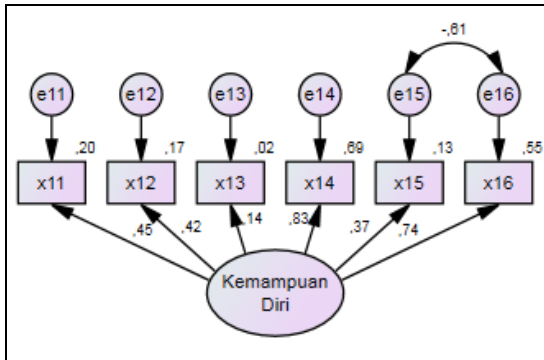 -,61
e11 e12 e13 e14 e15 e16
,20 ,17 ,02 ,69 ,13 ,55
x11 x12 x13 x14 x15 x16
,45 ,42 ,14 ,83 ,37 ,74
Kemampuan
Diri